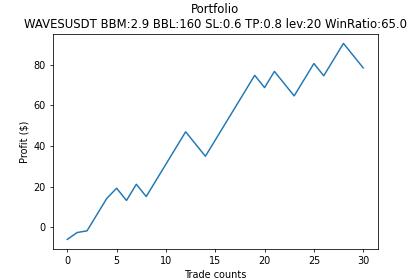 Portfolio
WAVESUSDT BBM:2.9 BBL:160 SL:0.6 TP:0.8 lev:20 WinRatio:65.0
80
60
40
20
0
Profit ($)
0 5 10 15 20 25 30
Trade counts